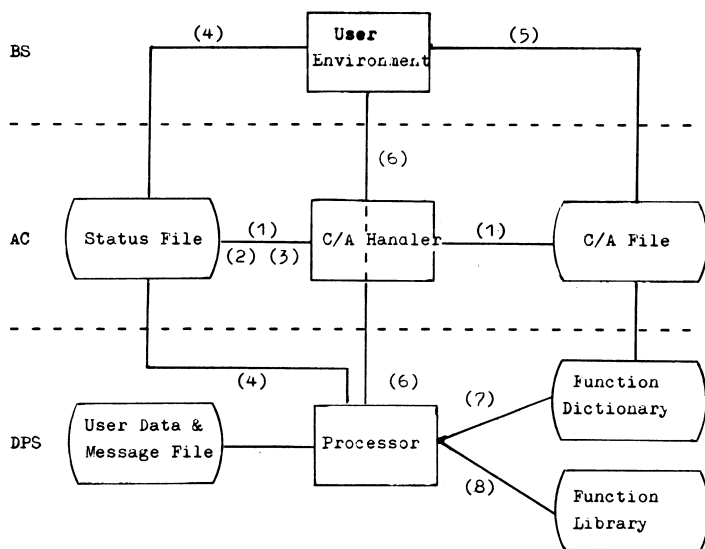 User
(4)
(5)
BS
Environment
(6)
(1)
(1)
AC
Status File
C/A Handler
C/A File
(2) (3)
(4)
(6)
Function
(7)
Dictionary
User Data &
DPS
Processor
Message File
(8)
Function
Library